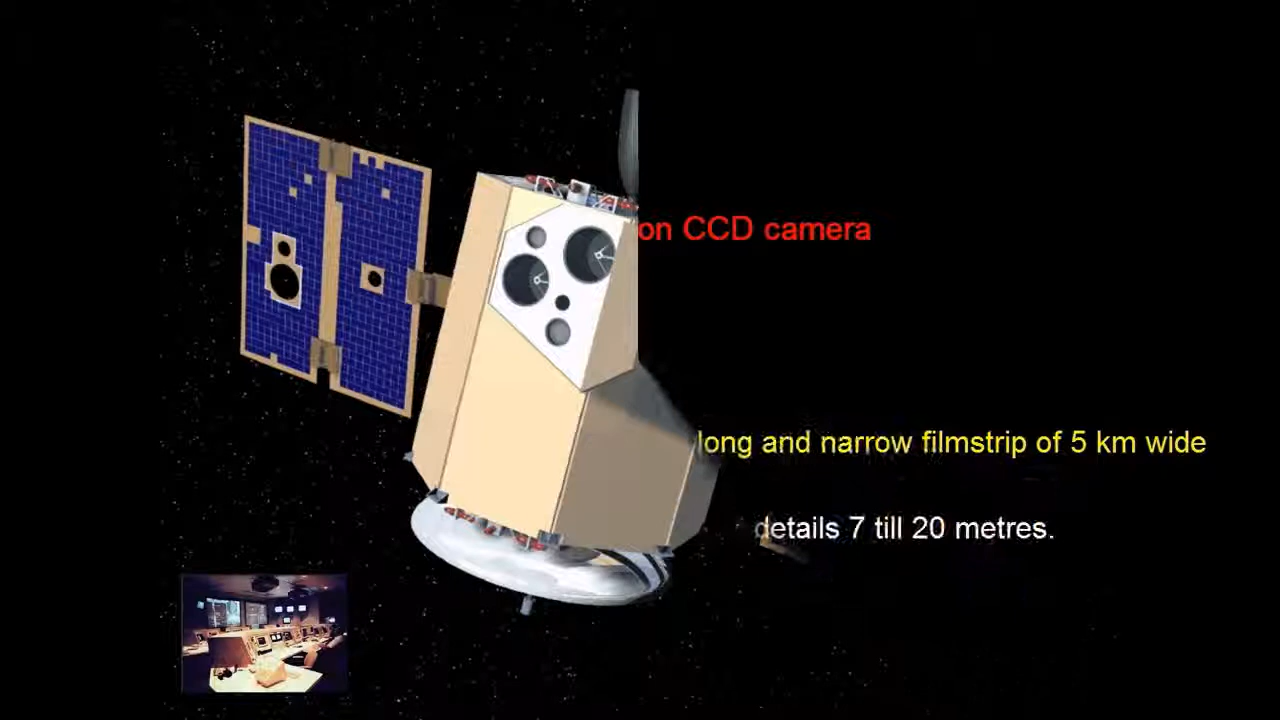 on CCD camera
long and narrow filmstrip of 5 km wide
details 7 till 20 metres.